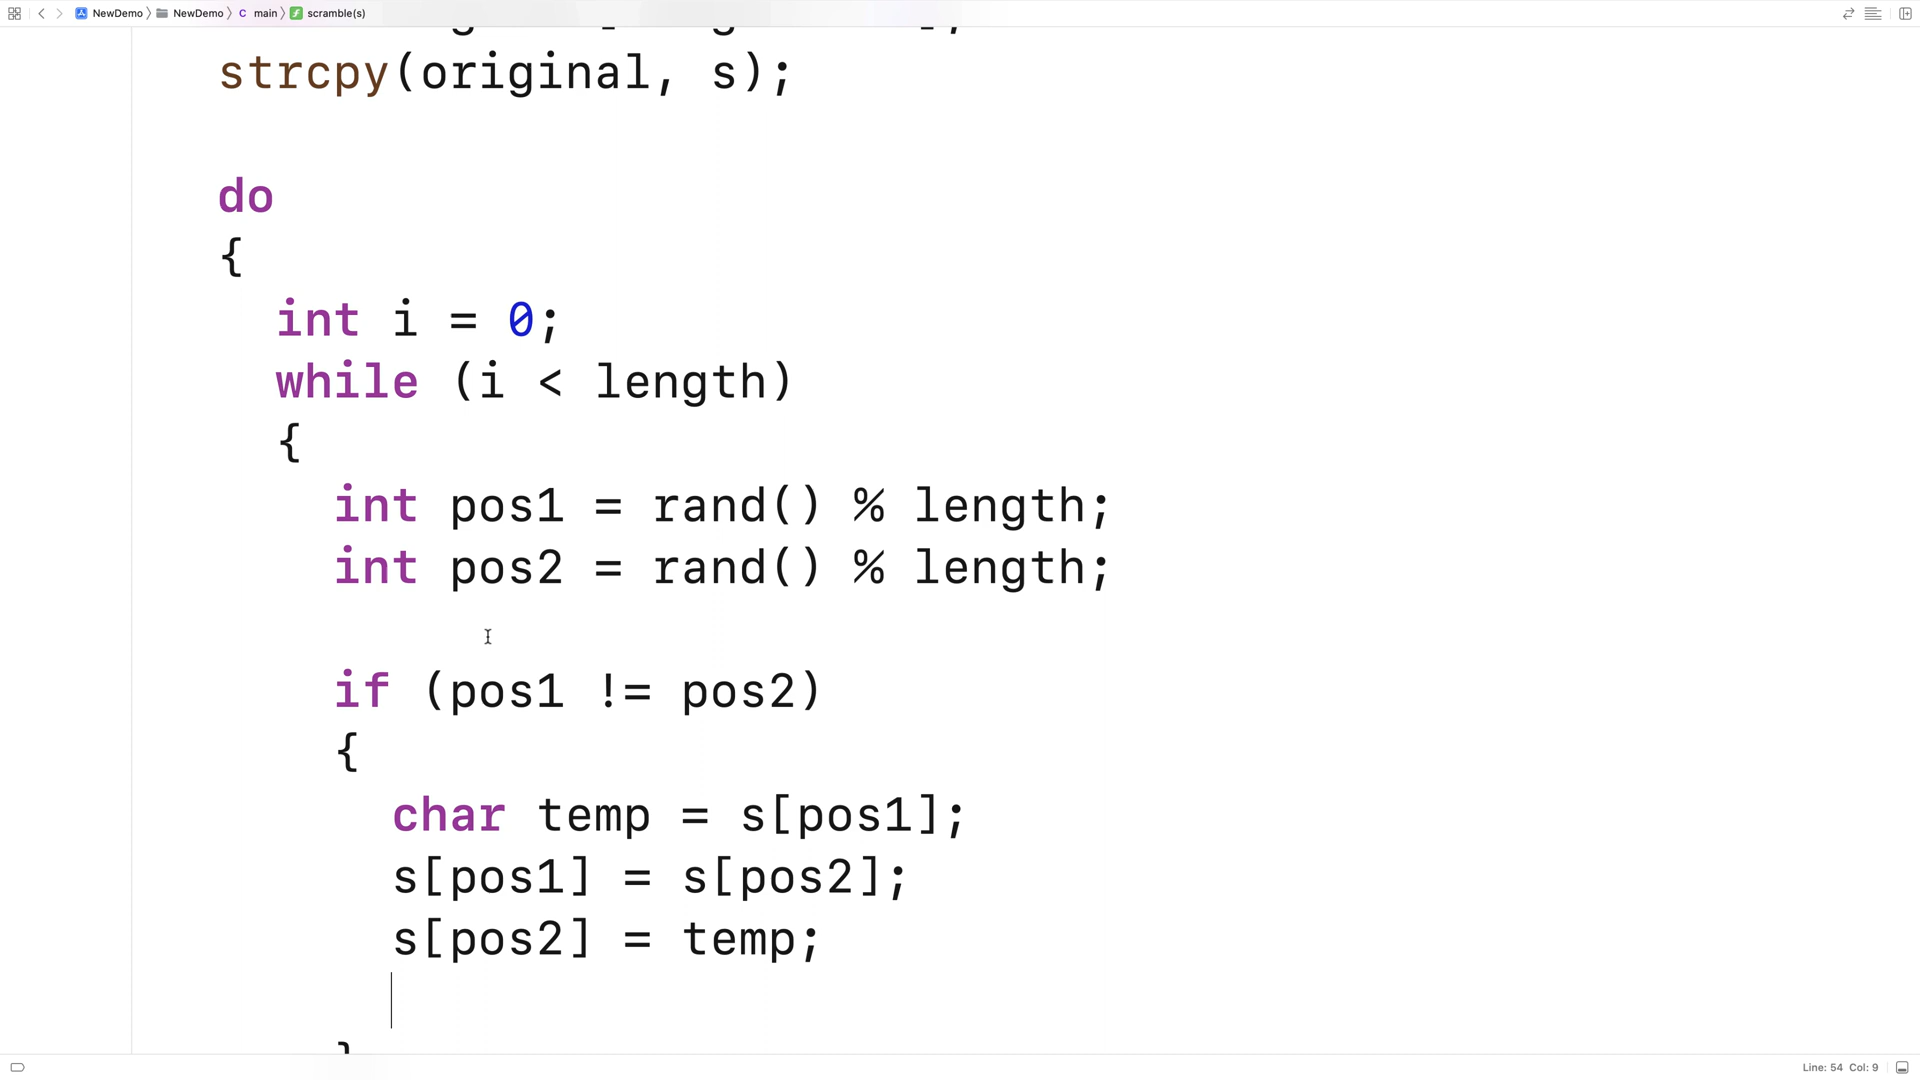 NewDemo 〉 NewDemo 〉 C main 〉 f scramble(s)
strcpy(original, s);
do
{
int i = 0;
while (i < length)
{
int pos1 = rand() % length;
int pos2 = rand() % length;
if (pos1 != pos2)
{
char temp = s[pos1];
s[pos1] = s[pos2];
s[pos2] = temp;
}
Line: 54 Col: 9